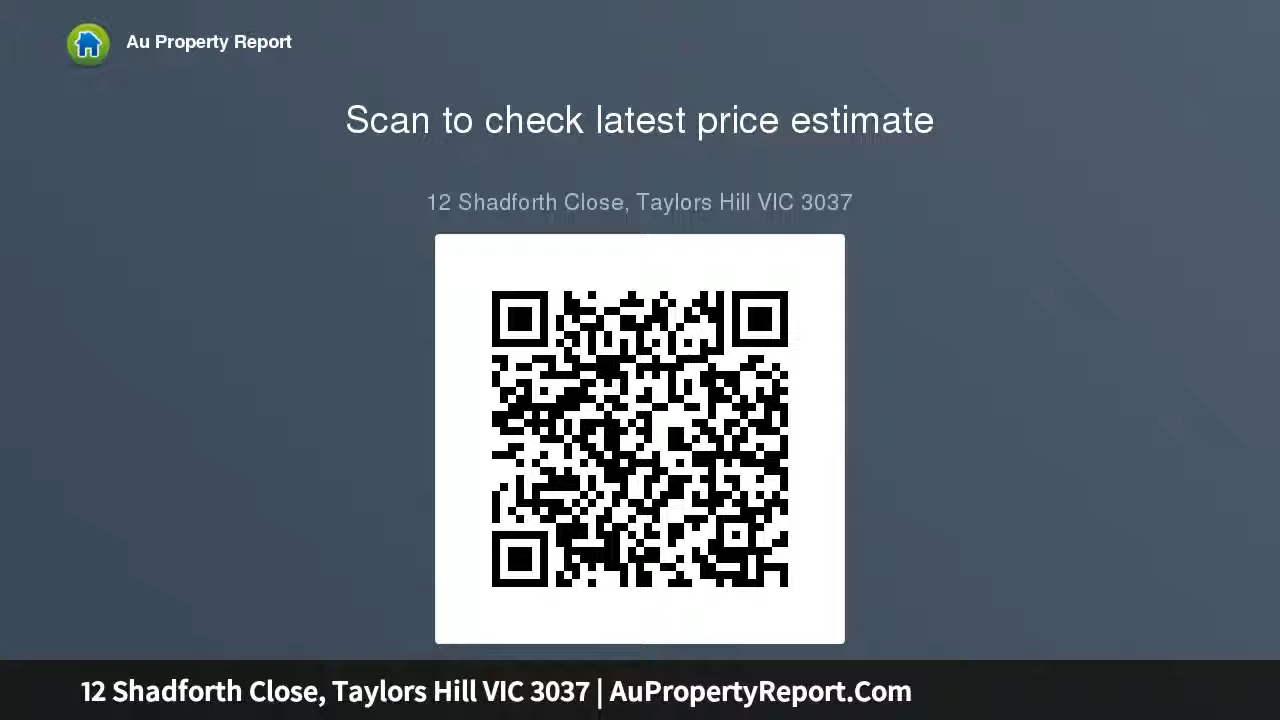 Au Property Report
Scan to check latest price estimate
12 Shadforth Close, Taylors Hill VIC 3037
12 Shadforth Close, Taylors Hill VIC 3037 | AuPropertyReport.Com